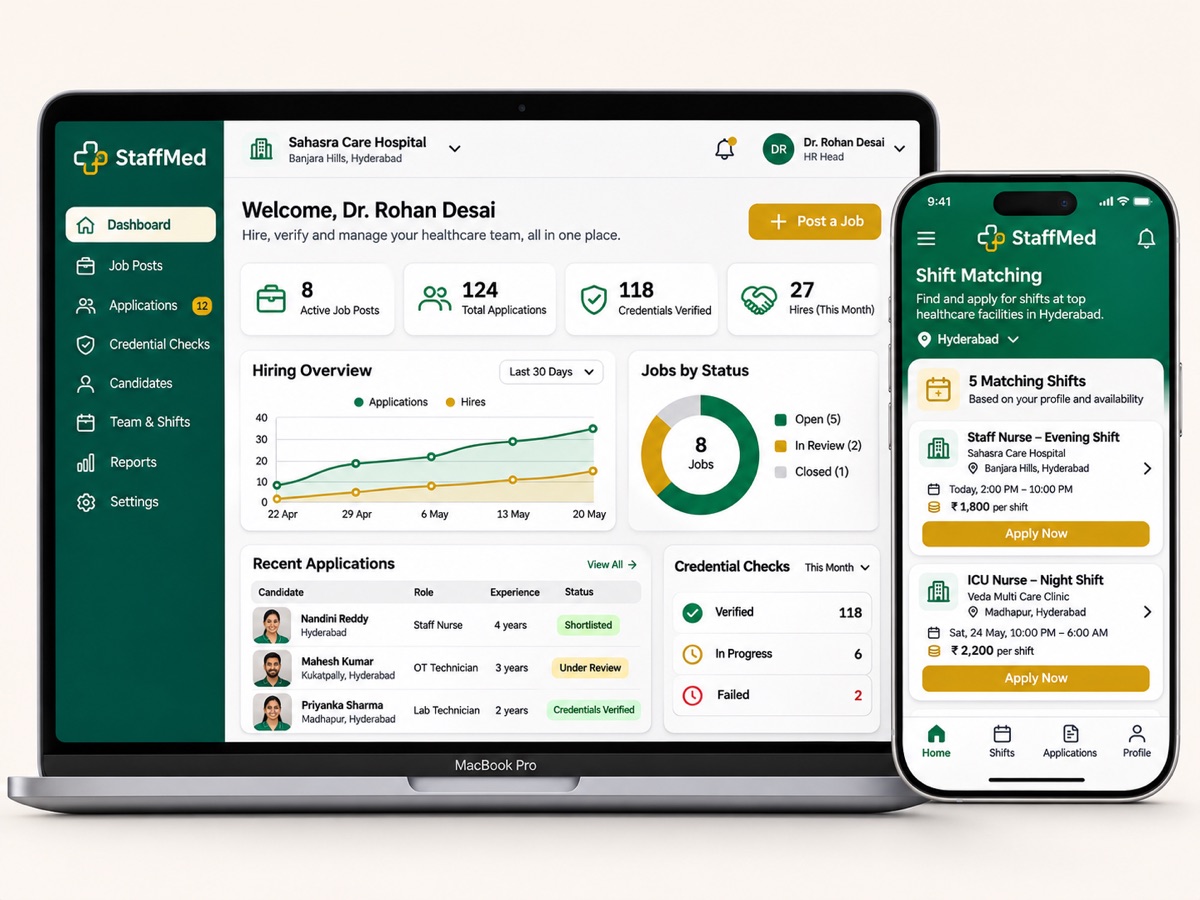 StaffMed
Dashboard
Job Posts
Applications 12
Credential Checks
Candidates
Team & Shifts
Reports
Settings
Sahasra Care Hospital
Banjara Hills, Hyderabad
DR
Dr. Rohan Desai
HR Head
Welcome, Dr. Rohan Desai
Hire, verify and manage your healthcare team, all in one place.
+ Post a Job
8
Active Job Posts
124
Total Applications
118
Credentials Verified
27
Hires (This Month)
Hiring Overview
Last 30 Days
Applications Hires
40
30
20
10
0
22 Apr 29 Apr 6 May 13 May 20 May
Jobs by Status
8
Jobs
Open (5)
In Review (2)
Closed (1)
Recent Applications
View All →
Candidate Role Experience Status
Nandini Reddy
Hyderabad
Staff Nurse 4 years Shortlisted
Mahesh Kumar
Kukatpally, Hyderabad
OT Technician 3 years Under Review
Priyanka Sharma
Madhapur, Hyderabad
Lab Technician 2 years Credentials Verified
Credential Checks This Month
Verified 118
In Progress 6
Failed 2
MacBook Pro
9:41
StaffMed
Shift Matching
Find and apply for shifts at top
healthcare facilities in Hyderabad.
Hyderabad
5 Matching Shifts
Based on your profile and availability
Staff Nurse – Evening Shift
Sahasra Care Hospital
Banjara Hills, Hyderabad
Today, 2:00 PM – 10:00 PM
₹ 1,800 per shift
Apply Now
ICU Nurse – Night Shift
Veda Multi Care Clinic
Madhapur, Hyderabad
Sat, 24 May, 10:00 PM – 6:00 AM
₹ 2,200 per shift
Apply Now
Home Shifts Applications Profile